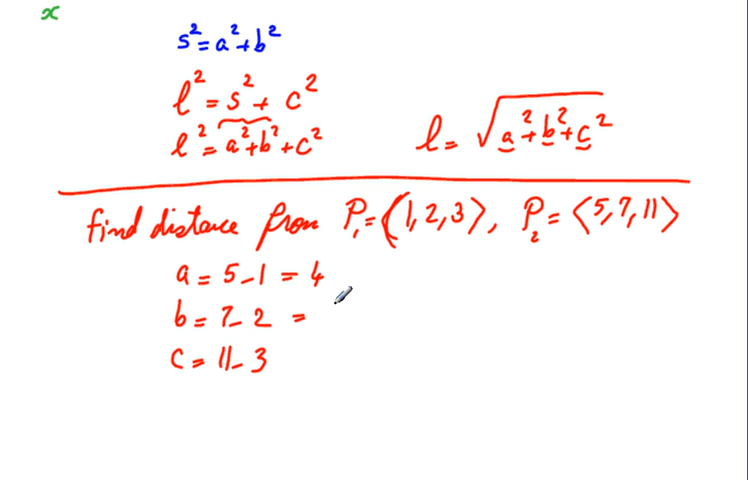 x
s² = a² + b²
l² = s² + c²
l² = a² + b² + c²
l = √a² + b² + c²
find distance from P₁ = (1, 2, 3⟩, P₂ = ⟨5, 7, 11⟩
a = 5 - 1 = 4
b = 7 - 2 =
c = 11 - 3